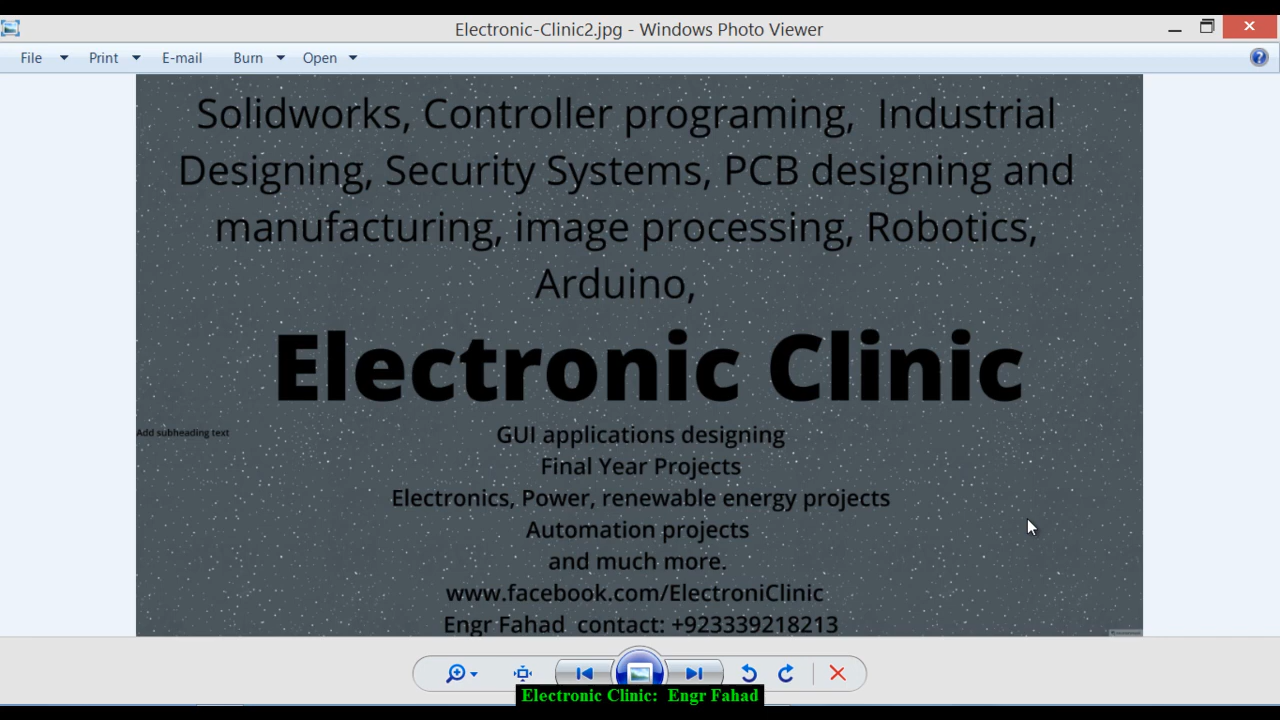 Electronic-Clinic2.jpg - Windows Photo Viewer
File Print E-mail Burn Open
Solidworks, Controller programing, Industrial
Designing, Security Systems, PCB designing and
manufacturing, image processing, Robotics,
Arduino,
Electronic Clinic
Add subheading text
GUI applications designing
Final Year Projects
Electronics, Power, renewable energy projects
Automation projects
and much more.
www.facebook.com/ElectroniClinic
Engr Fahad contact: +923339218213
Electronic Clinic: Engr Fahad